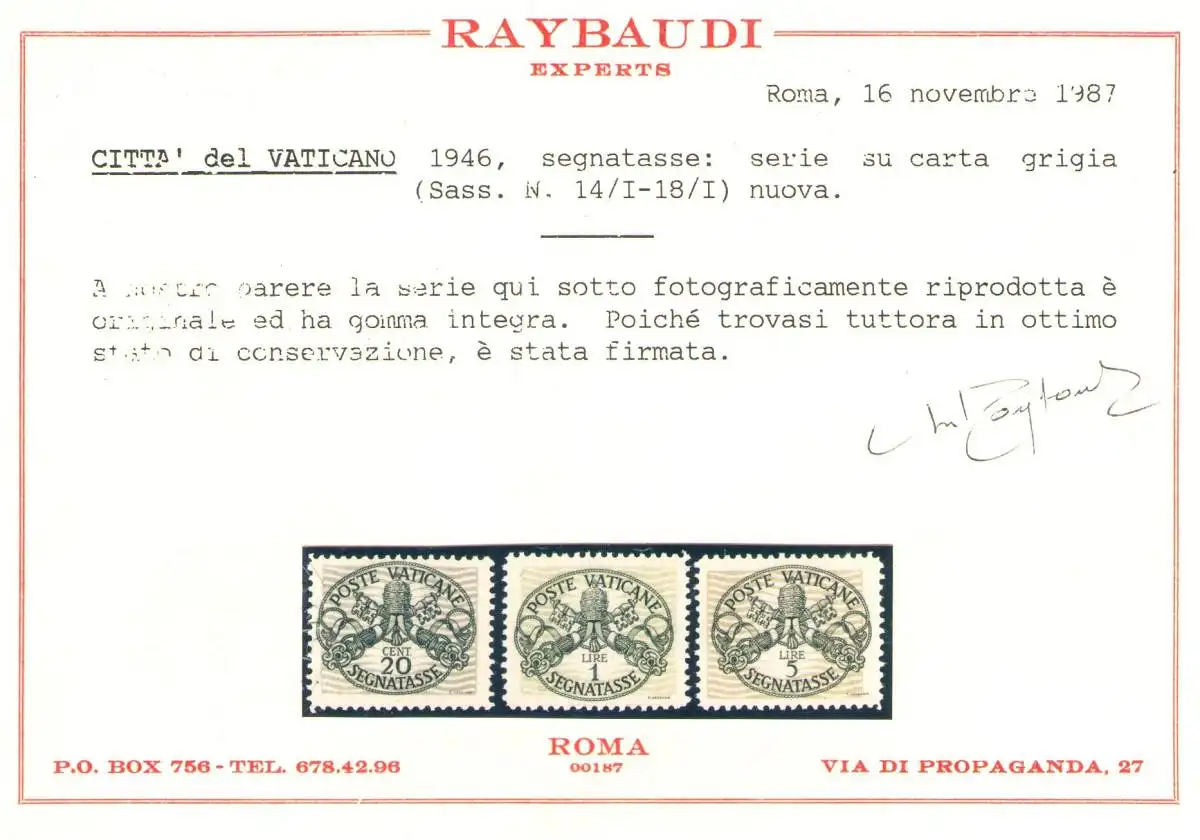 RAYBAUDI
EXPERTS
Roma, 16 novembre 1987
CITTA' del VATICANO 1946, segnatasse: serie su carta grigia
(Sass. N. 14/I-18/I) nuova.
A nostro parere la serie qui sotto fotograficamente riprodotta è
originale ed ha gomma integra. Poiché trovasi tuttora in ottimo
stato di conservazione, è stata firmata.
POSTE VATICANE
CENT
20
SEGNATASSE
POSTE VATICANE
LIRE
1
SEGNATASSE
POSTE VATICANE
LIRE
5
SEGNATASSE
P.O. BOX 756 - TEL. 678.42.96
ROMA
00187
VIA DI PROPAGANDA, 27